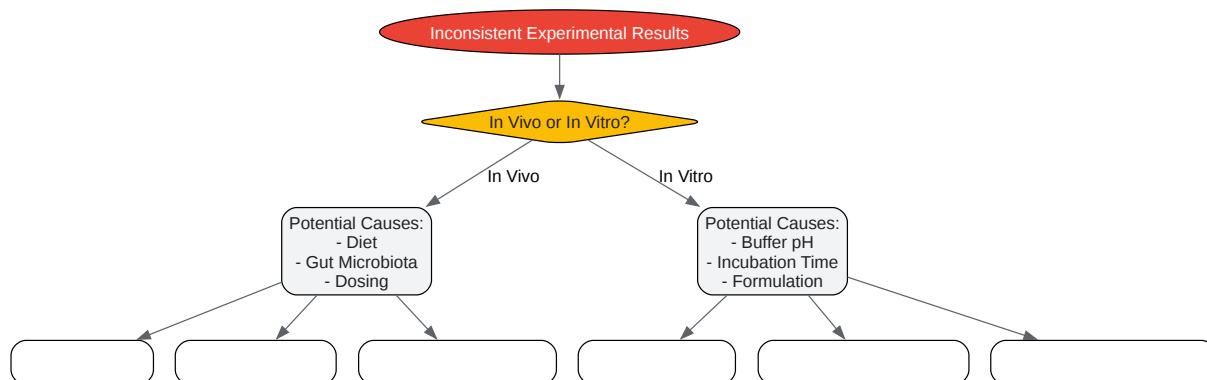 Inconsistent Experimental Results
In Vivo or In Vitro?
In Vivo
In Vitro
Potential Causes:
- Diet
- Gut Microbiota
- Dosing
Potential Causes:
- Buffer pH
- Incubation Time
- Formulation